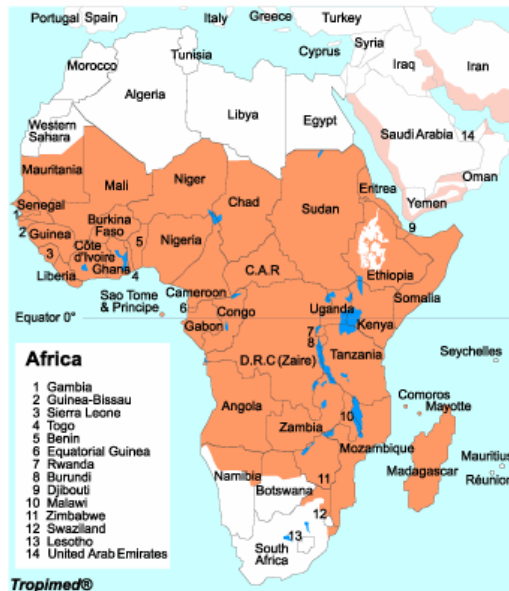 Portugal Spain Italy Greece Turkey
Cyprus Syria
Iraq Iran
Morocco Tunisia
Algeria Libya Egypt
Western
Sahara
Saudi Arabia 14
Oman
Yemen
Mauritania Mali Niger Chad Sudan Eritrea
9
Senegal
1
2 Guinea
3
Burkina
Faso
Côte
d'Ivoire
Ghana
Liberia
4
5
Nigeria
C.A.R
Ethiopia
Somalia
Cameroon
6
Sao Tome
& Principe
Congo
Gabon
Uganda
Kenya
Equator 0°
7
8
D.R.C (Zaire)
Tanzania
Seychelles
Comoros
Mayotte
Angola
Zambia
10
Mozambique
Madagascar
Mauritius
Réunion
Namibia
Botswana
11
12
13
South
Africa
Africa
1 Gambia
2 Guinea-Bissau
3 Sierra Leone
4 Togo
5 Benin
6 Equatorial Guinea
7 Rwanda
8 Burundi
9 Djibouti
10 Malawi
11 Zimbabwe
12 Swaziland
13 Lesotho
14 United Arab Emirates
Tropimed®